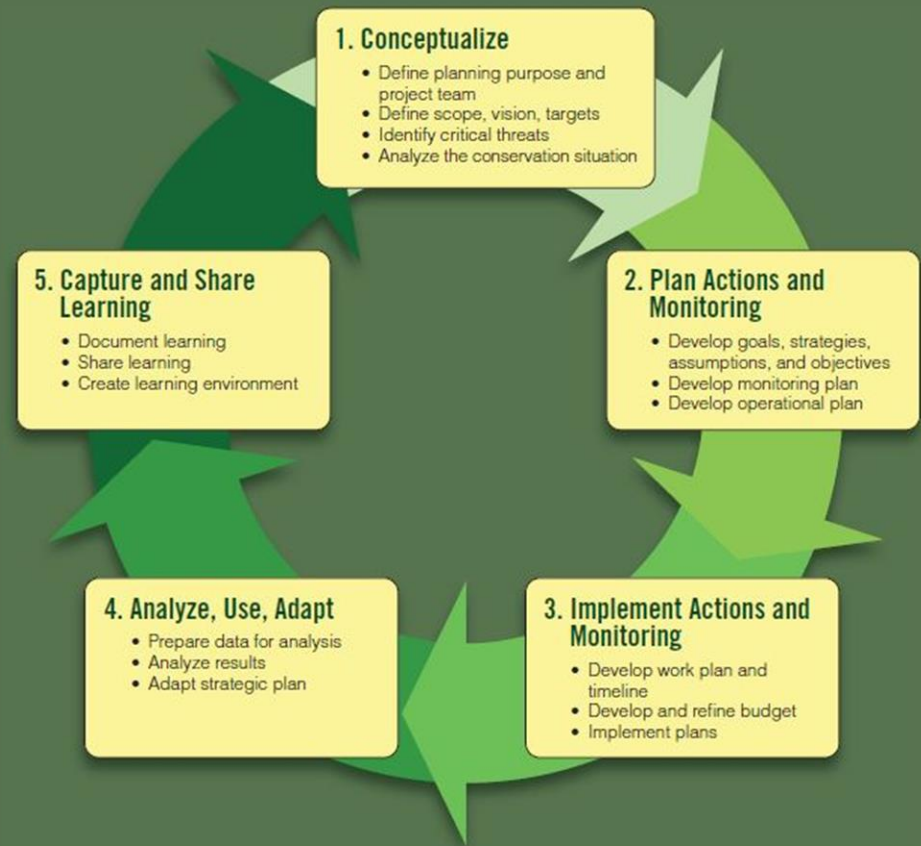 1. Conceptualize
• Define planning purpose and
project team
• Define scope, vision, targets
• Identify critical threats
• Analyze the conservation situation
2. Plan Actions and
Monitoring
• Develop goals, strategies,
assumptions, and objectives
• Develop monitoring plan
• Develop operational plan
3. Implement Actions and
Monitoring
• Develop work plan and
timeline
• Develop and refine budget
• Implement plans
4. Analyze, Use, Adapt
• Prepare data for analysis
• Analyze results
• Adapt strategic plan
5. Capture and Share
Learning
• Document learning
• Share learning
• Create learning environment